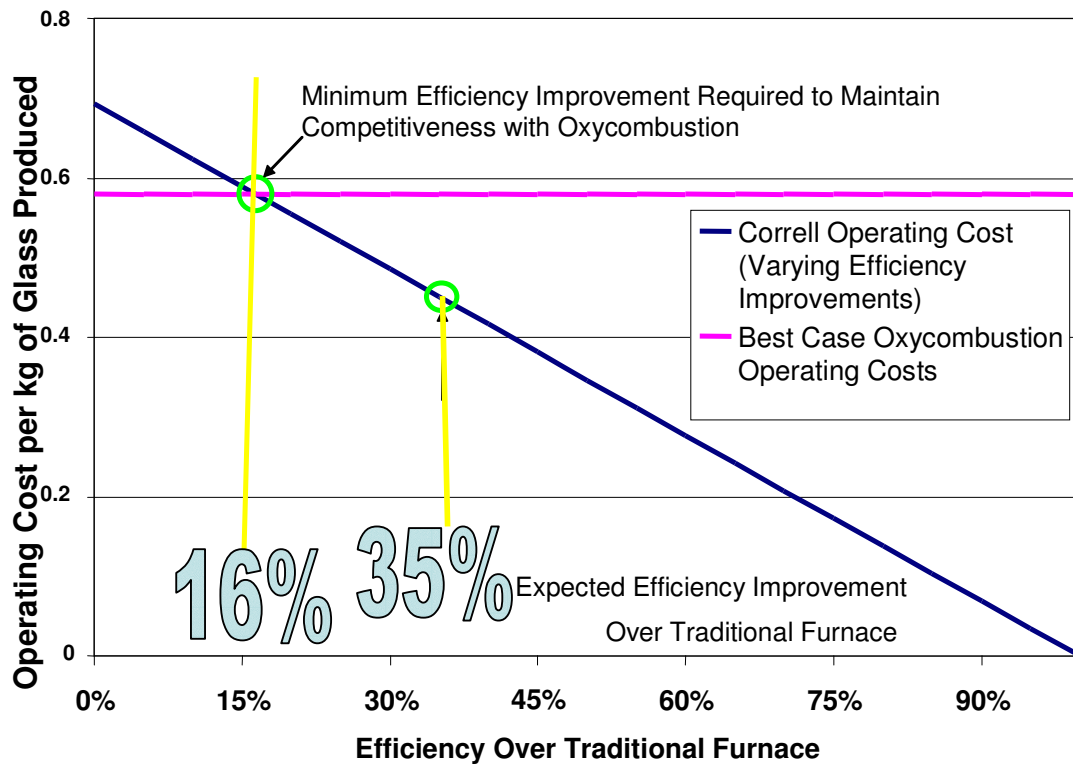 Operating Cost per kg of Glass Produced
0.8
0.6
0.4
0.2
0
Minimum Efficiency Improvement Required to Maintain
Competitiveness with Oxycombustion
Correll Operating Cost
(Varying Efficiency
Improvements)
Best Case Oxycombustion
Operating Costs
16%
35%
Expected Efficiency Improvement
Over Traditional Furnace
0%
15%
30%
45%
60%
75%
90%
Efficiency Over Traditional Furnace